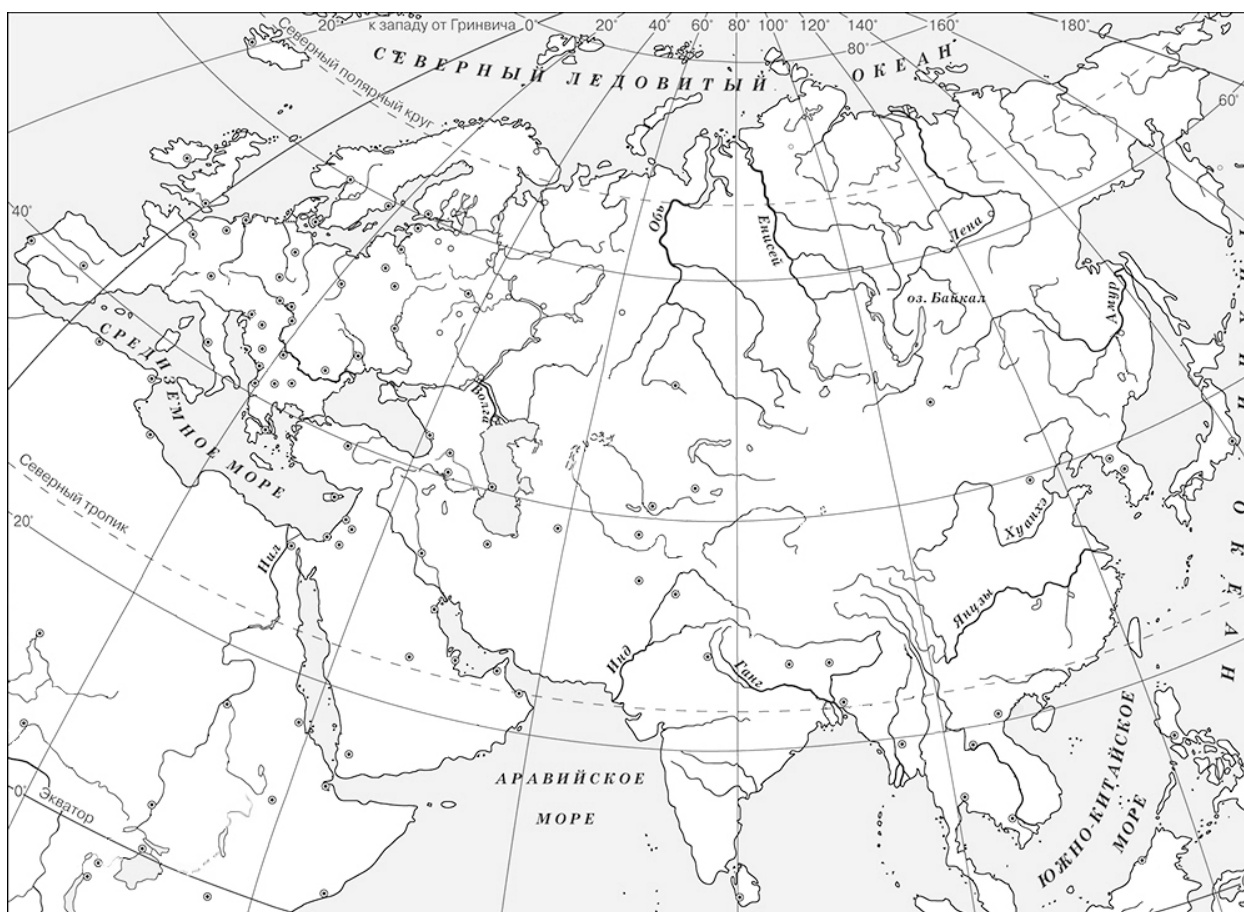 20°
к западу от Гринвича
0°
20°
40°
60°
80°
100°
120°
140°
160°
180°
80°
60°
Северный полярный круг
СЕВЕРНЫЙ ЛЕДОВИТЫЙ ОКЕАН
40°
Обь
Енисей
Лена
оз. Байкал
Амур
СРЕДИЗЕМНОЕ МОРЕ
Волга
Северный тропик
20°
Нил
Хуанхэ
Янцзы
Инд
Ганг
АРАВИЙСКОЕ
МОРЕ
ЮЖНО-КИТАЙСКОЕ
МОРЕ
ОКЕАН
0°
Экватор